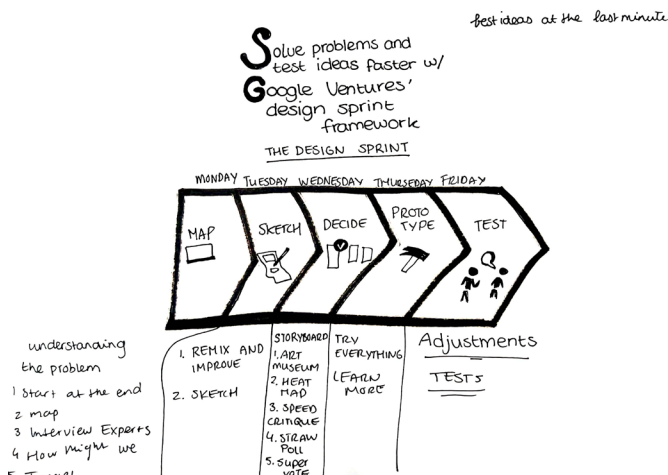 best ideas at the last minute
Solve problems and
test ideas faster w/
Google Ventures'
design sprint
framework
THE DESIGN SPRINT
MONDAY TUESDAY WEDNESDAY THURSEDAY FRIDAY
MAP
SKETCH
DECIDE
PROTO
TYPE
TEST
understanding
the problem
1 Start at the end
2 map
3 Interview Experts
4 How Might We
1. REMIX AND
IMPROVE
2. SKETCH
STORYBOARD
1. ART
MUSEUM
2. HEAT
MAP
3. SPEED
CRITIQUE
4. STRAW
POLL
5. SUPER
VOTE
TRY
EVERYTHING
LEARN
MORE
Adjustments
TESTS